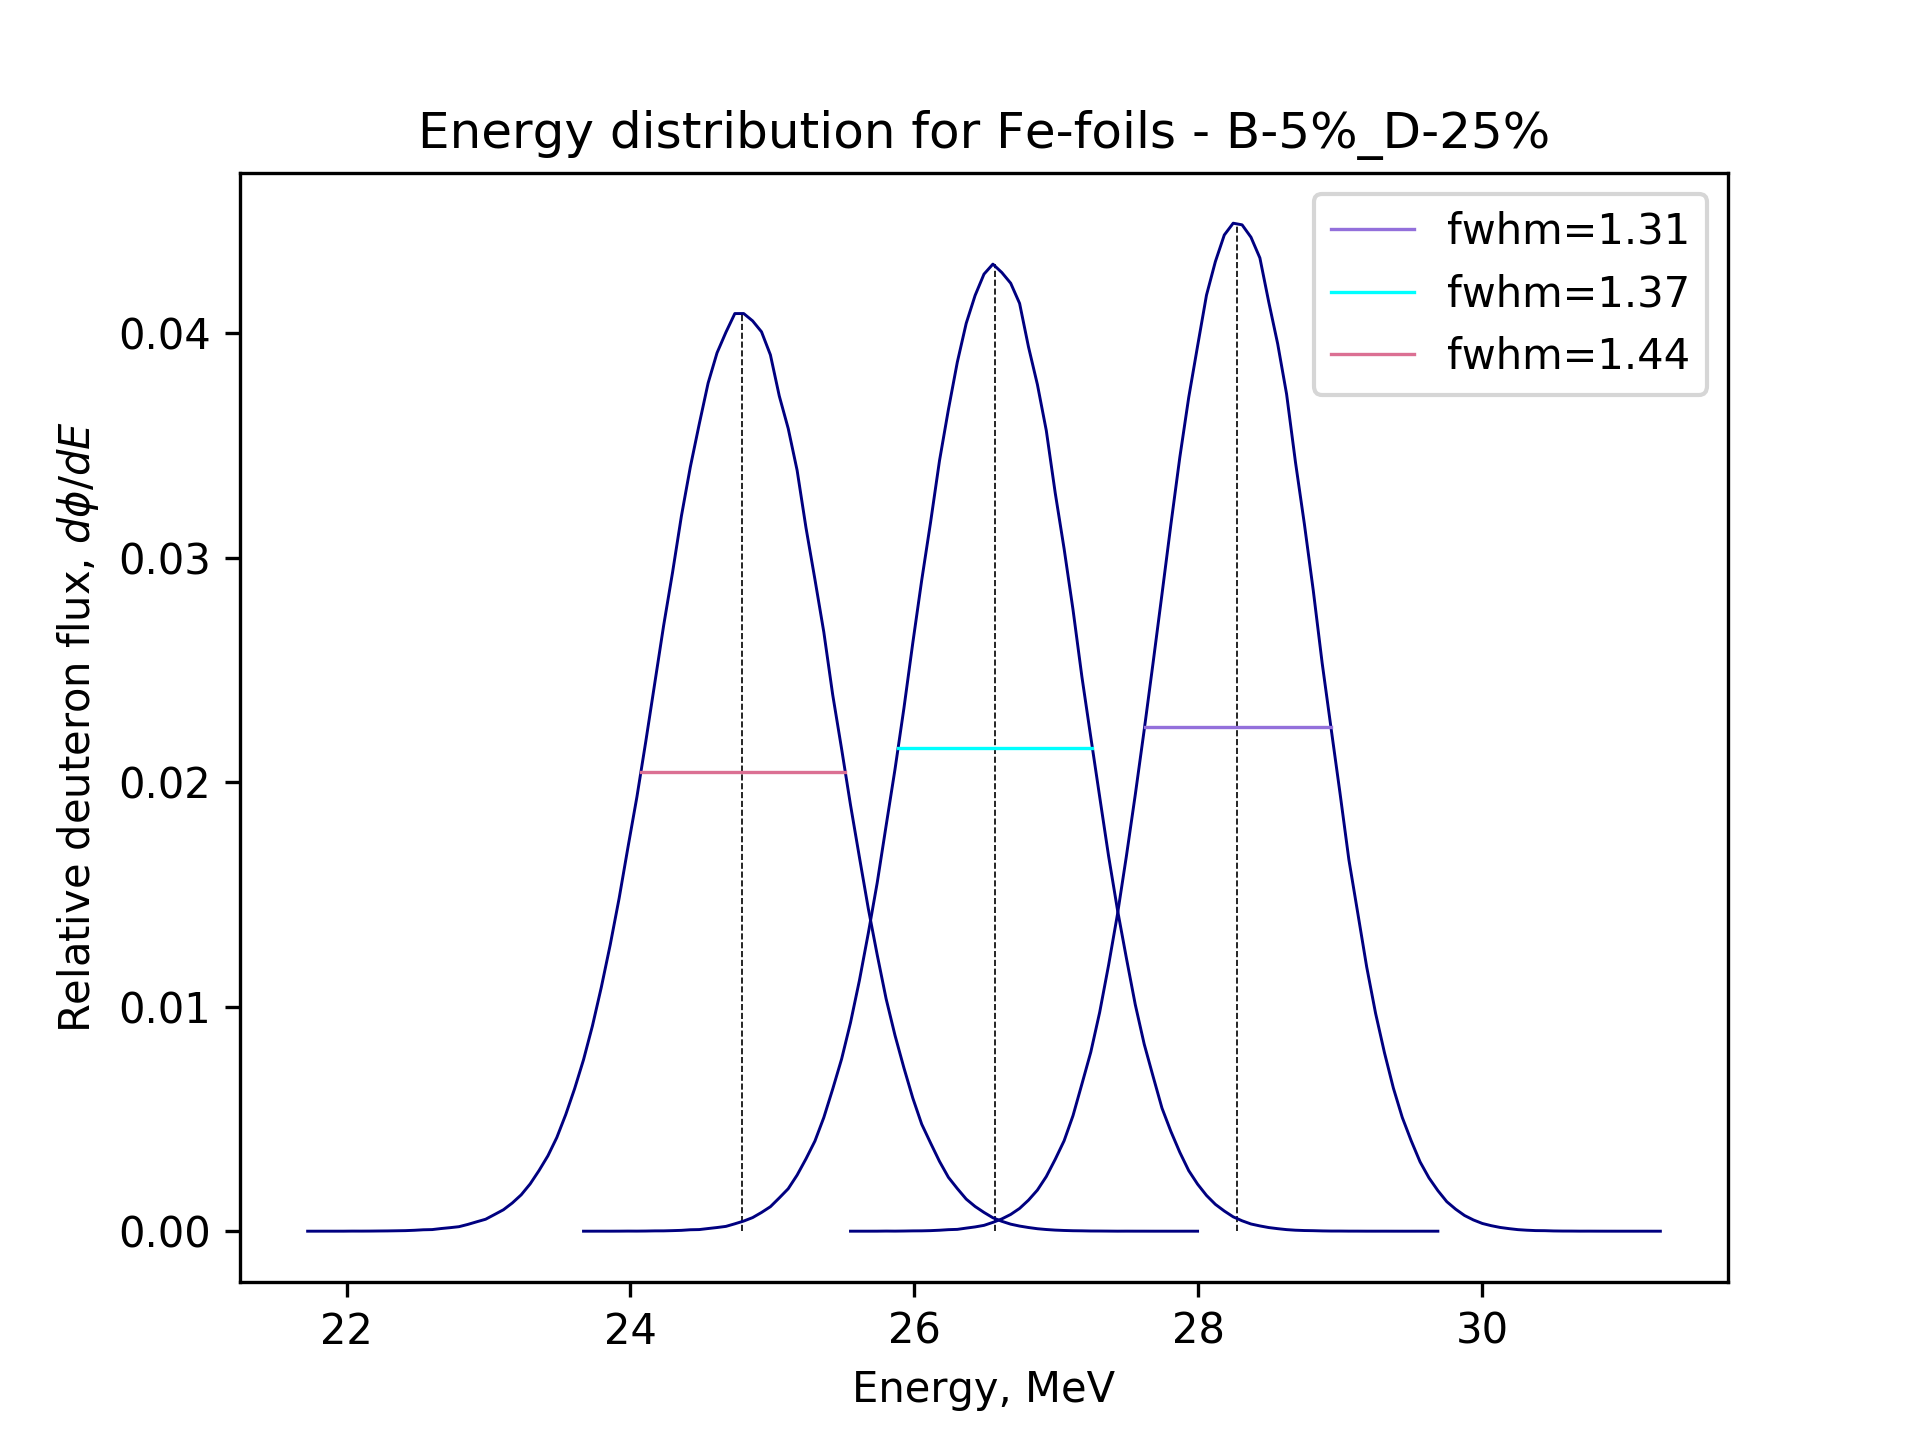 Energy distribution for Fe-foils - B-5%_D-25%
fwhm=1.31
fwhm=1.37
fwhm=1.44
Relative deuteron flux, dϕ/dE
0.04
0.03
0.02
0.01
0.00
22 24 26 28 30
Energy, MeV